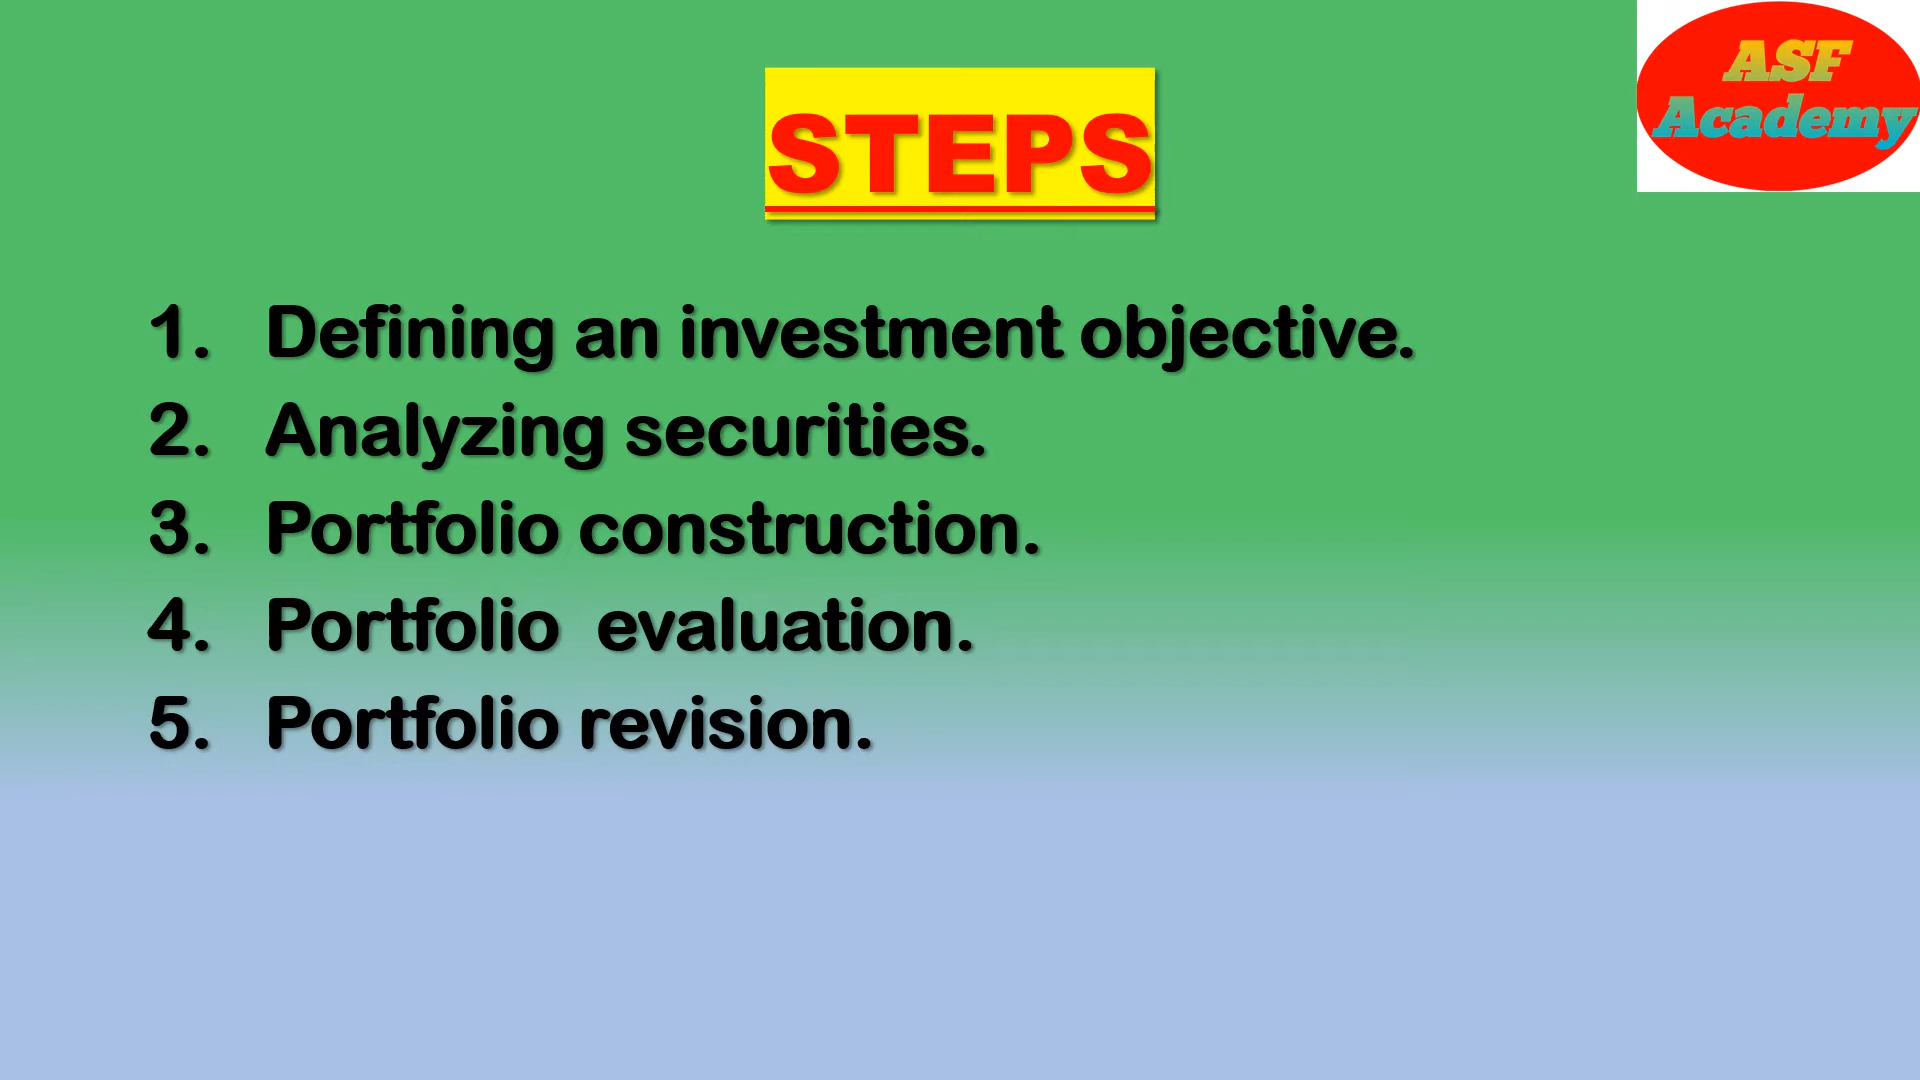 ASF
Academy
STEPS
1. Defining an investment objective.
2. Analyzing securities.
3. Portfolio construction.
4. Portfolio  evaluation.
5. Portfolio revision.